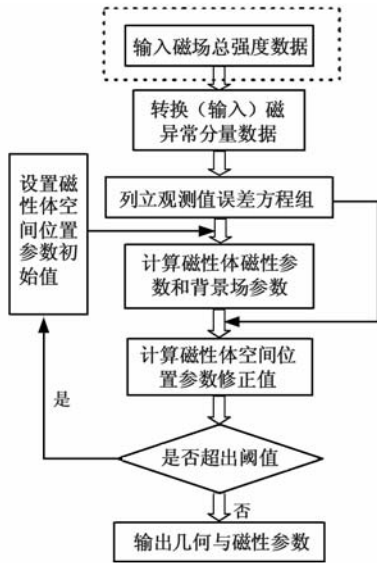 输入磁场总强度数据
转换（输入）磁
异常分量数据
设置磁
性体空
间位置
参数初
始值
列立观测值误差方程组
计算磁性体磁性参
数和背景场参数
计算磁性体空间位
置参数修正值
是
是否超出阈值
否
输出几何与磁性参数